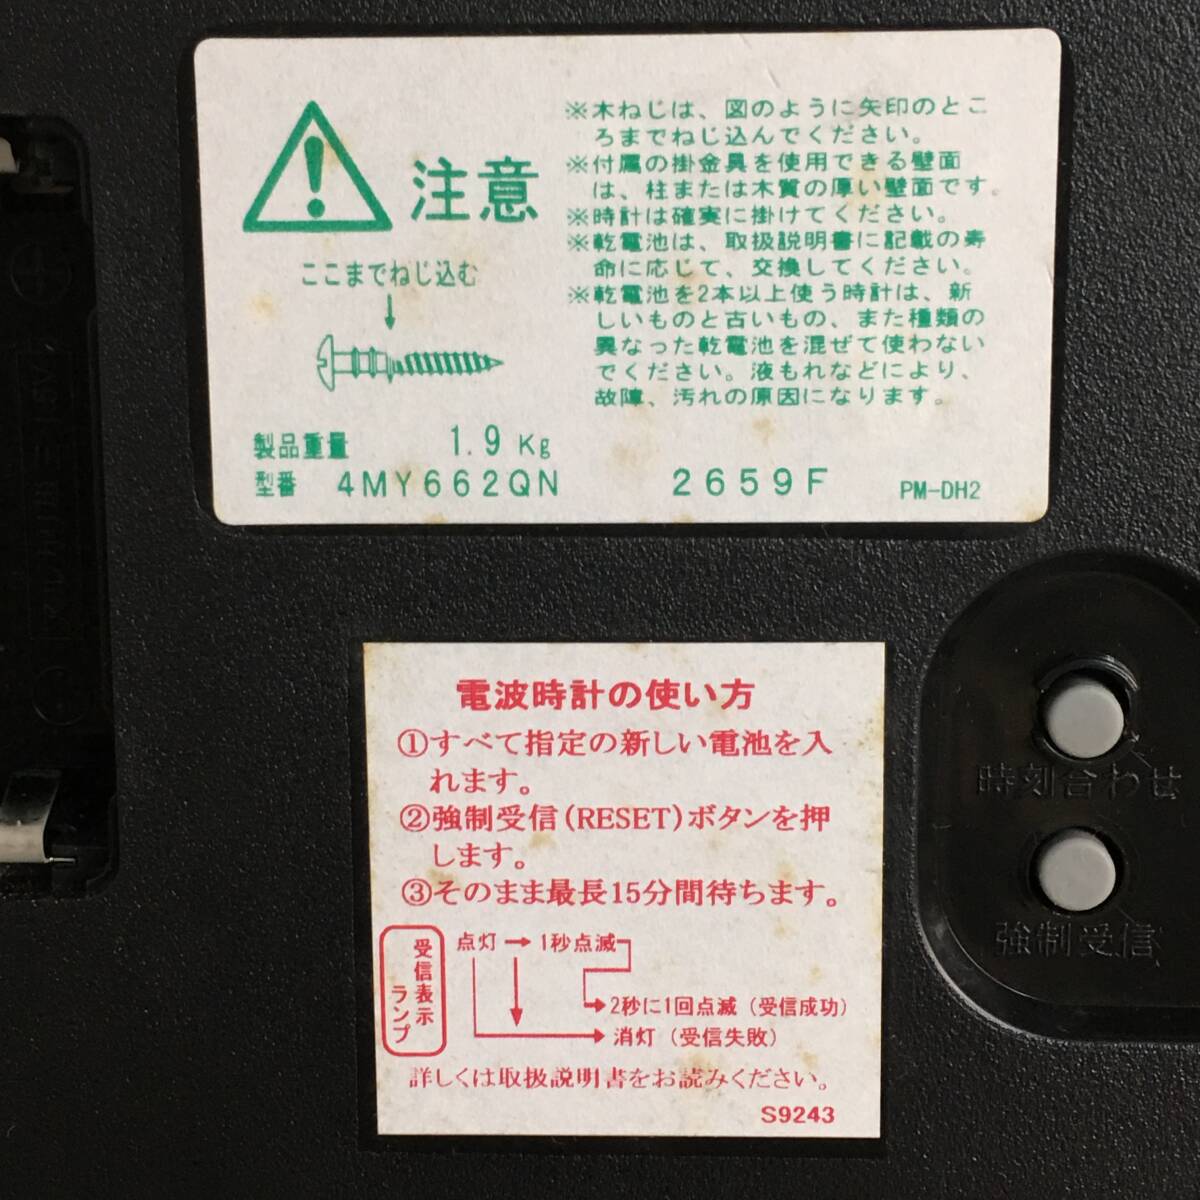 注意
ここまでねじ込む
※木ねじは、図のように矢印のとこ
ろまでねじ込んでください。
※付属の掛金具を使用できる壁面
は、柱または木質の厚い壁面です。
※時計は確実に掛けてください。
※乾電池は、取扱説明書に記載の寿
命に応じて、交換してください。
※乾電池を2本以上使う時計は、新
しいものと古いもの、また種類の
異なった乾電池を混ぜて使わない
でください。液もれなどにより、
故障、汚れの原因になります。
製品重量 1.9 Kg
型番 4MY662QN 2659F PM-DH2
電波時計の使い方
①すべて指定の新しい電池を入
れます。
②強制受信(RESET)ボタンを押
します。
③そのまま最長15分間待ちます。
受信表示
ランプ
点灯→1秒点滅
→2秒に1回点滅（受信成功）
→消灯（受信失敗）
詳しくは取扱説明書をお読みください。
S9243
時刻合わせ
強制受信